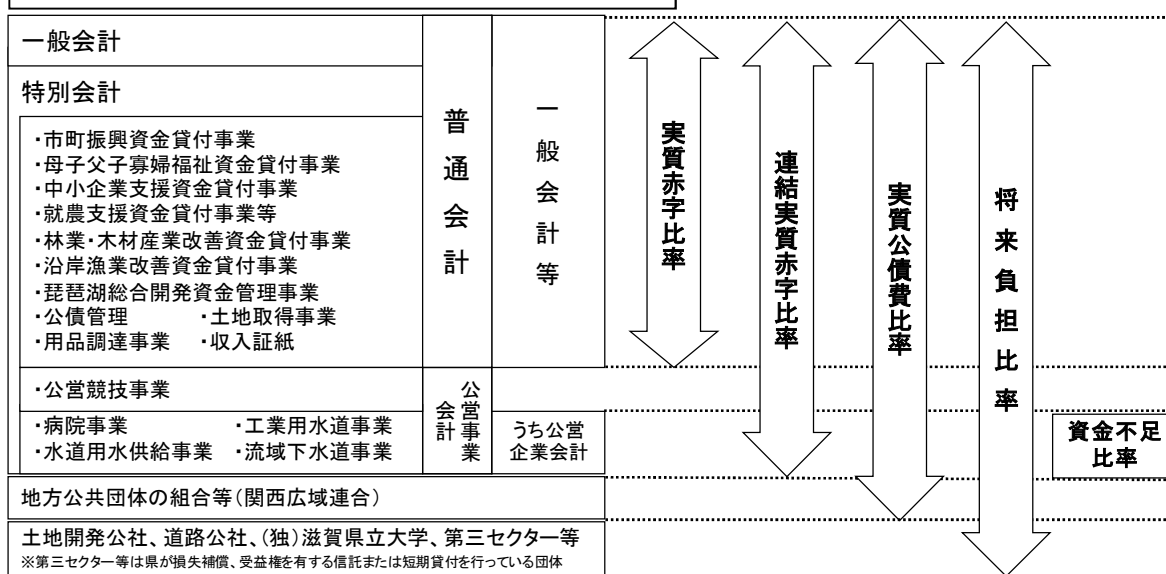 一般会計
特別会計
・市町振興資金貸付事業
・母子父子寡婦福祉資金貸付事業
・中小企業支援資金貸付事業
・就農支援資金貸付事業等
・林業・木材産業改善資金貸付事業
・沿岸漁業改善資金貸付事業
・琵琶湖総合開発資金管理事業
・公債管理 ・土地取得事業
・用品調達事業 ・収入証紙
普通会計
一般会計等
・公営競技事業
・病院事業 ・工業用水道事業
・水道用水供給事業 ・流域下水道事業
公営事業
会計
うち公営
企業会計
地方公共団体の組合等(関西広域連合)
土地開発公社、道路公社、(独)滋賀県立大学、第三セクター等
※第三セクター等は県が損失補償、受益権を有する信託または短期貸付を行っている団体
実質赤字比率
連結実質赤字比率
実質公債費比率
将来負担比率
資金不足
比率